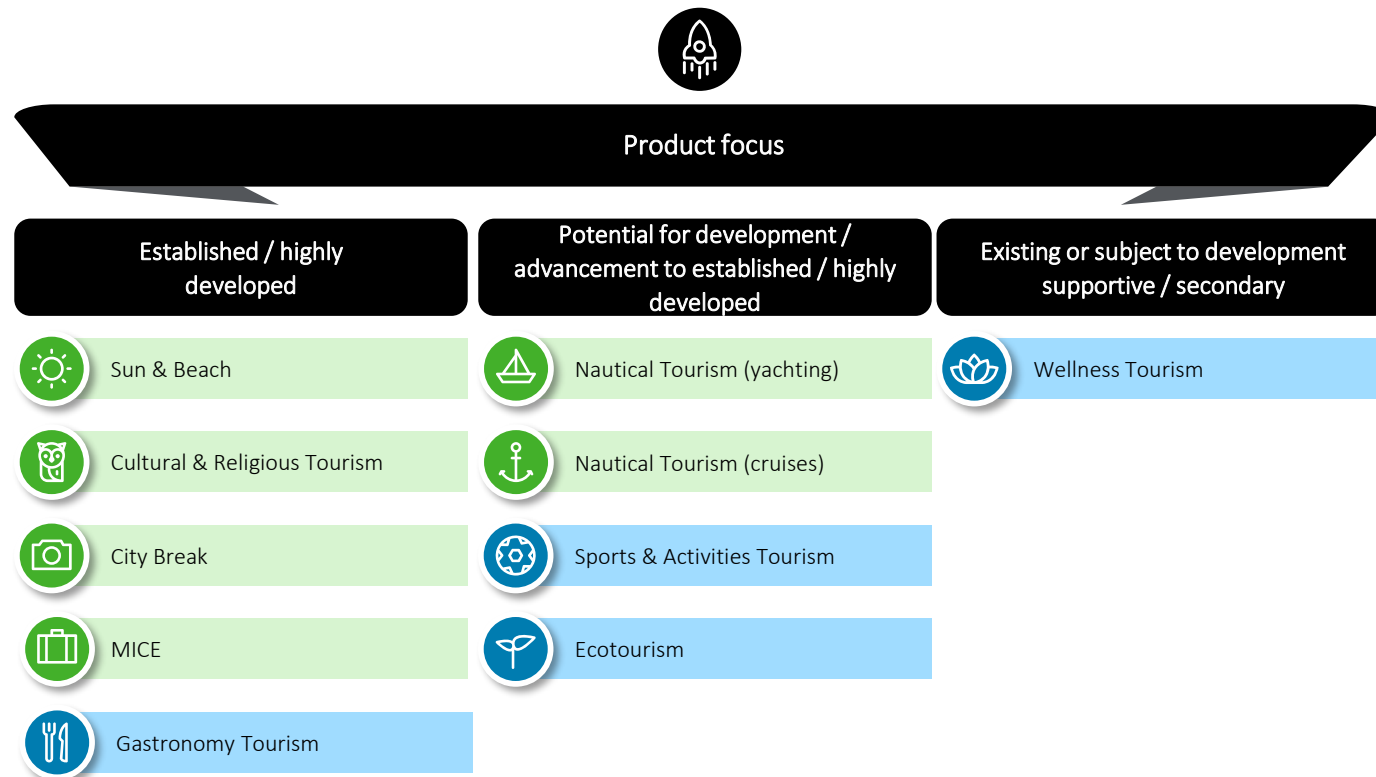 Product focus
Established / highly
developed
Potential for development /
advancement to established / highly
developed
Existing or subject to development
supportive / secondary
Sun & Beach
Cultural & Religious Tourism
City Break
MICE
Gastronomy Tourism
Nautical Tourism (yachting)
Nautical Tourism (cruises)
Sports & Activities Tourism
Ecotourism
Wellness Tourism